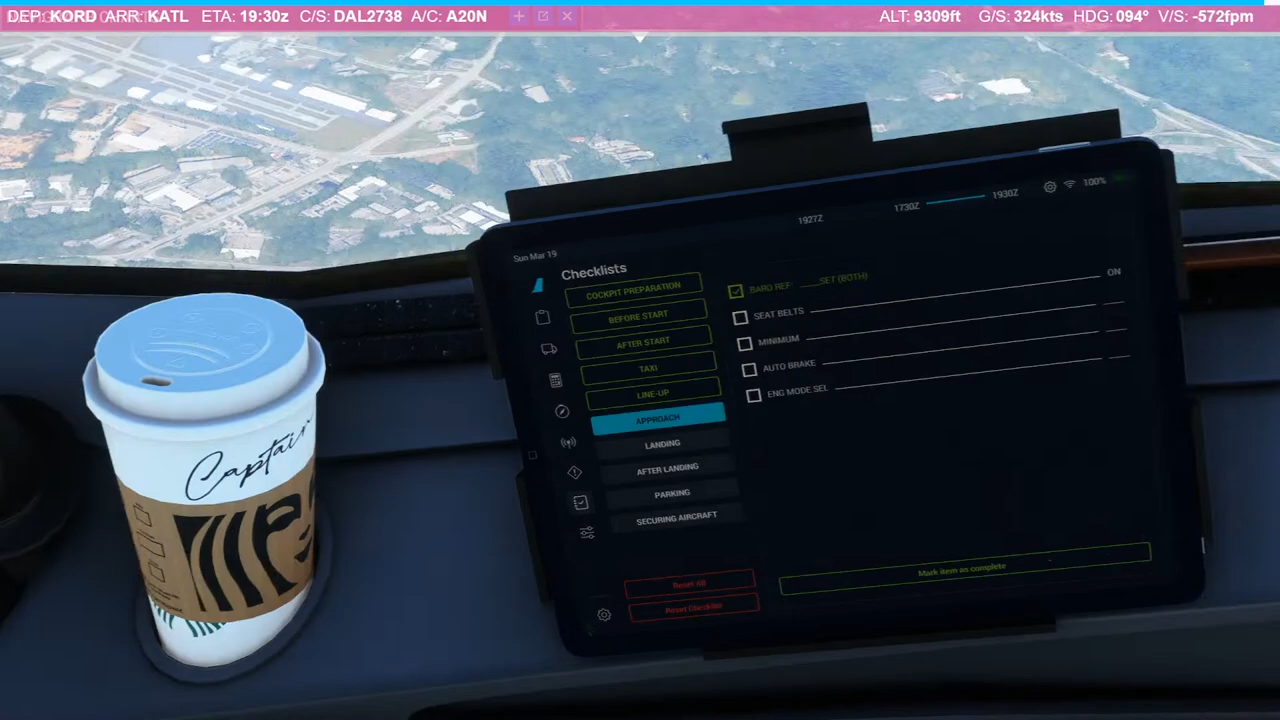 DEP: KORD ARR: KATL ETA: 19:30z C/S: DAL2738 A/C: A20N
ALT: 9309ft G/S: 324kts HDG: 094° V/S: -572fpm
Sun Mar 19
1927Z
1730Z
1930Z
100%
Checklists
COCKPIT PREPARATION
BEFORE START
AFTER START
TAXI
LINE-UP
APPROACH
LANDING
AFTER LANDING
PARKING
SECURING AIRCRAFT
Reset All
Reset Checklist
BARO REF ____SET (BOTH)
SEAT BELTS ON
MINIMUM
AUTO BRAKE
ENG MODE SEL
Mark item as complete
Captain